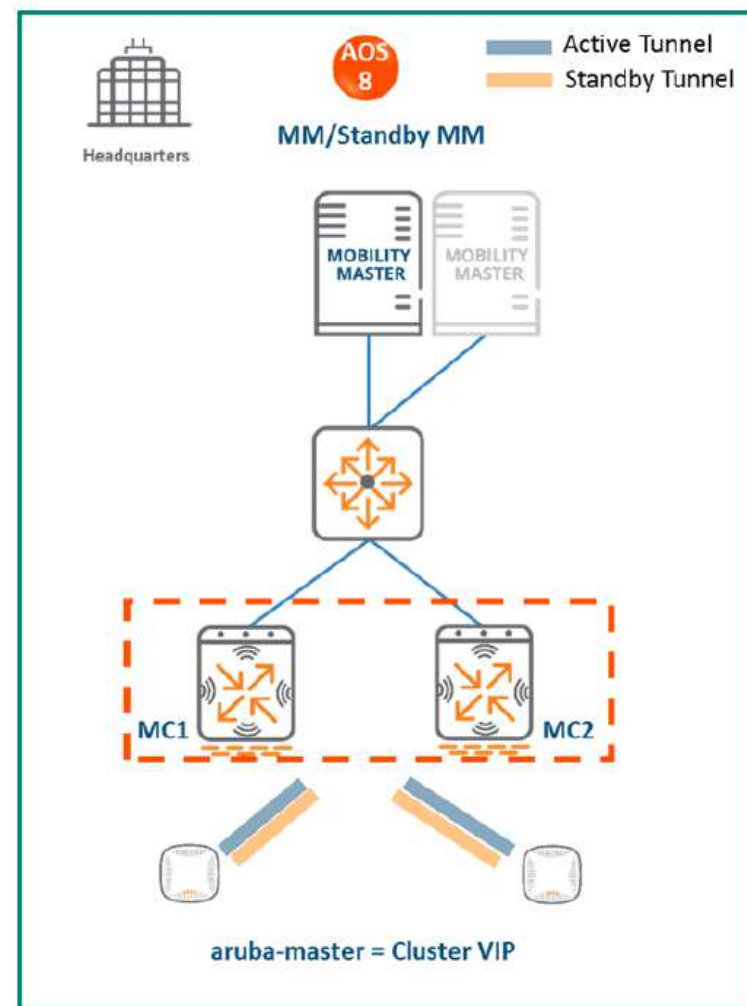 Headquarters
AOS
8
Active Tunnel
Standby Tunnel
MM/Standby MM
MOBILITY
MASTER
MOBILITY
MASTER
MC1
MC2
aruba-master = Cluster VIP